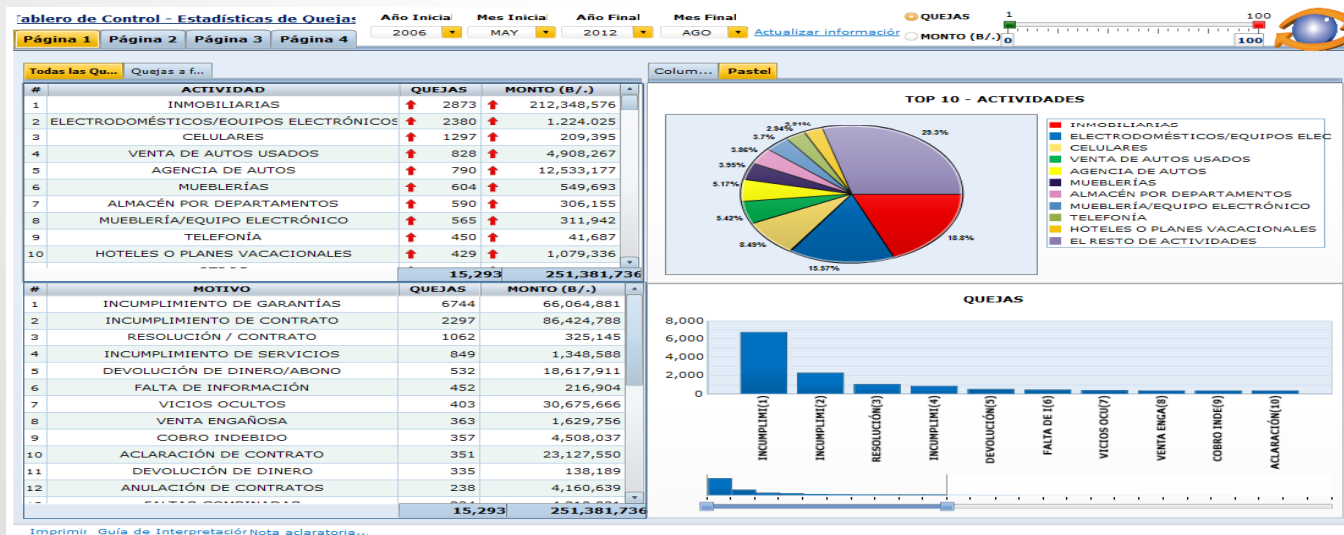 ablero de Control - Estadísticas de Quejas
Año Inicial Mes Inicial Año Final Mes Final
2006 MAY 2012 AGO
Actualizar información
QUEJAS
MONTO (B/.)
1 100
0 100
Página 1 Página 2 Página 3 Página 4
Todas las Qu... Quejas a f...
# ACTIVIDAD QUEJAS MONTO (B/.)
1 INMOBILIARIAS 2873 212,348,576
2 ELECTRODOMÉSTICOS/EQUIPOS ELECTRÓNICOS 2380 1,224,025
3 CELULARES 1297 209,395
4 VENTA DE AUTOS USADOS 828 4,908,267
5 AGENCIA DE AUTOS 790 12,533,177
6 MUEBLERÍAS 604 549,693
7 ALMACÉN POR DEPARTAMENTOS 590 306,155
8 MUEBLERÍA/EQUIPO ELECTRÓNICO 565 311,942
9 TELEFONÍA 450 41,687
10 HOTELES O PLANES VACACIONALES 429 1,079,336
15,293 251,381,736
# MOTIVO QUEJAS MONTO (B/.)
1 INCUMPLIMIENTO DE GARANTÍAS 6744 66,064,881
2 INCUMPLIMIENTO DE CONTRATO 2297 86,424,788
3 RESOLUCIÓN / CONTRATO 1062 325,145
4 INCUMPLIMIENTO DE SERVICIOS 849 1,348,588
5 DEVOLUCIÓN DE DINERO/ABONO 532 18,617,911
6 FALTA DE INFORMACIÓN 452 216,904
7 VICIOS OCULTOS 403 30,675,666
8 VENTA ENGAÑOSA 363 1,629,756
9 COBRO INDEBIDO 357 4,508,037
10 ACLARACIÓN DE CONTRATO 351 23,127,550
11 DEVOLUCIÓN DE DINERO 335 138,189
12 ANULACIÓN DE CONTRATOS 238 4,160,639
15,293 251,381,736
Imprimir Guía de Interpretación Nota aclaratoria...
Colum... Pastel
TOP 10 - ACTIVIDADES
29.3%
18.8%
15.57%
8.49%
5.42%
5.17%
3.95%
3.86%
3.7%
2.94%
2.81%
INMOBILIARIAS
ELECTRODOMÉSTICOS/EQUIPOS ELEC
CELULARES
VENTA DE AUTOS USADOS
AGENCIA DE AUTOS
MUEBLERÍAS
ALMACÉN POR DEPARTAMENTOS
MUEBLERÍA/EQUIPO ELECTRÓNICO
TELEFONÍA
HOTELES O PLANES VACACIONALES
EL RESTO DE ACTIVIDADES
QUEJAS
8,000
6,000
4,000
2,000
0
INCUMPLIMI(1)
INCUMPLIMI(2)
RESOLUCIÓN(3)
INCUMPLIMI(4)
DEVOLUCIÓN(5)
FALTA DE I(6)
VICIOS OCU(7)
VENTA ENGA(8)
COBRO INDE(9)
ACLARACIÓN(10)